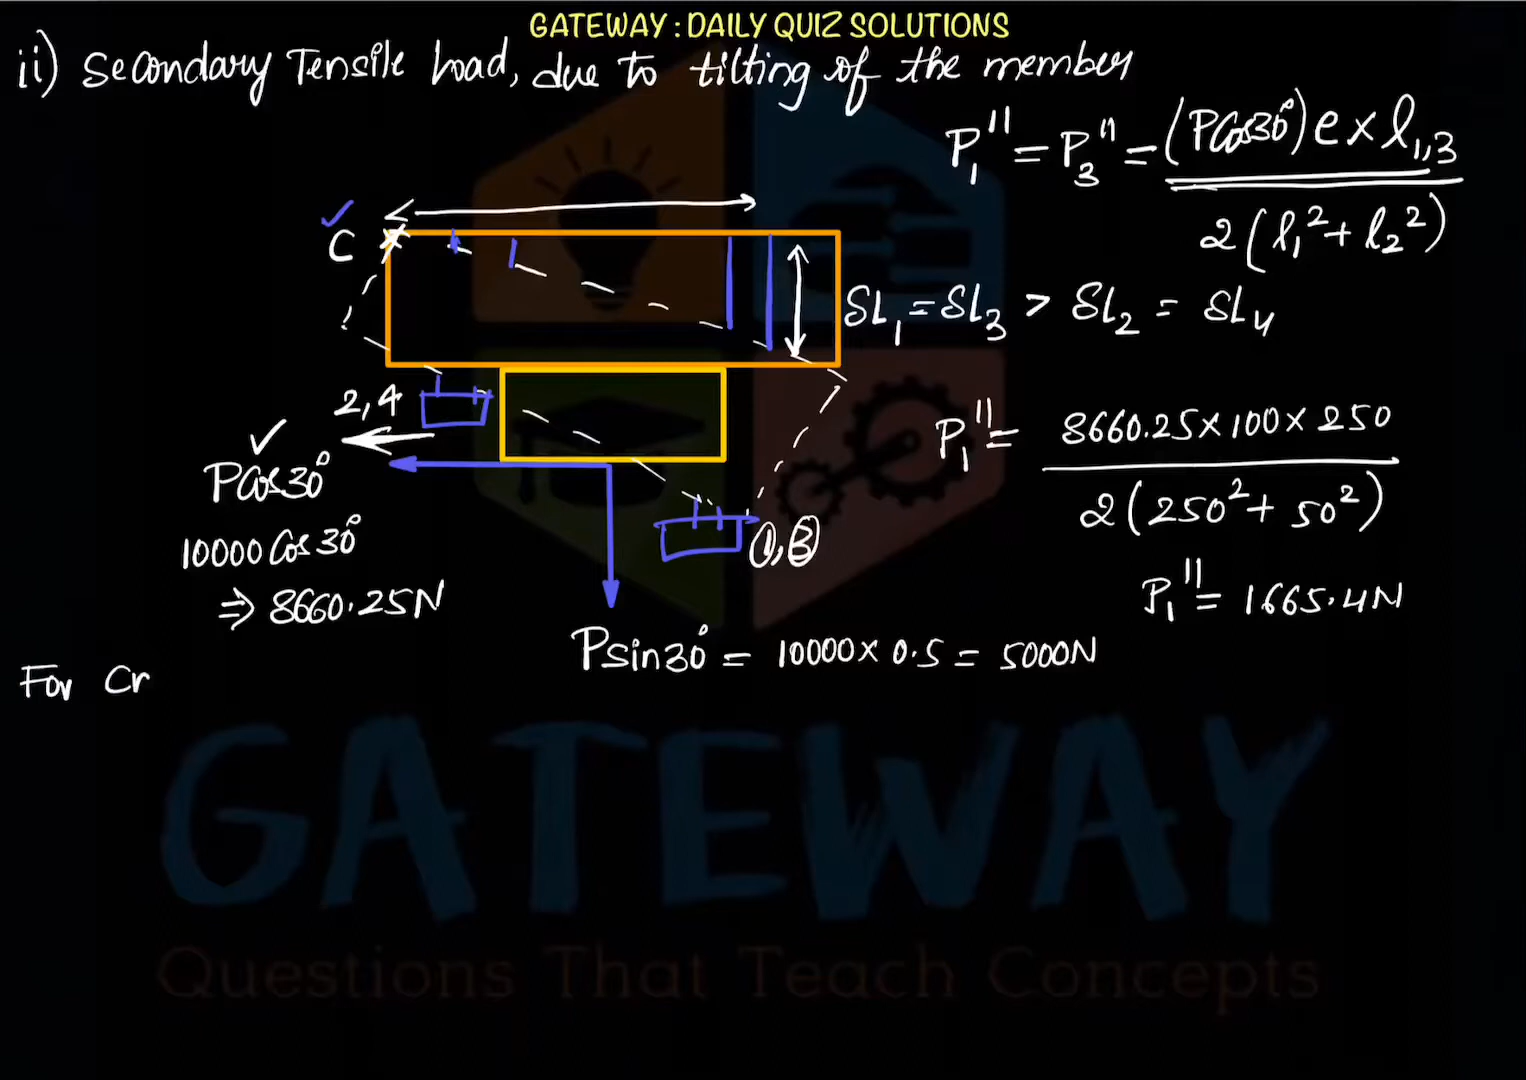 GATEWAY : DAILY QUIZ SOLUTIONS
ii) Secondary Tensile Load, due to tilting of the member
P₁'' = P₃'' = (PCos30°) e × l₁,₃
2(l₁² + l₂²)
C
δL₁ = δL₃ > δL₂ = δL₄
2,4
PCos30°
P₁'' = 8660.25 × 100 × 250
2(250² + 50²)
10000 Cos 30°
1,3
⇒ 8660.25N
P₁'' = 1665.4N
Psin30° = 10000 × 0.5 = 5000N
For Cr
GATEWAY
Questions That Teach Concepts